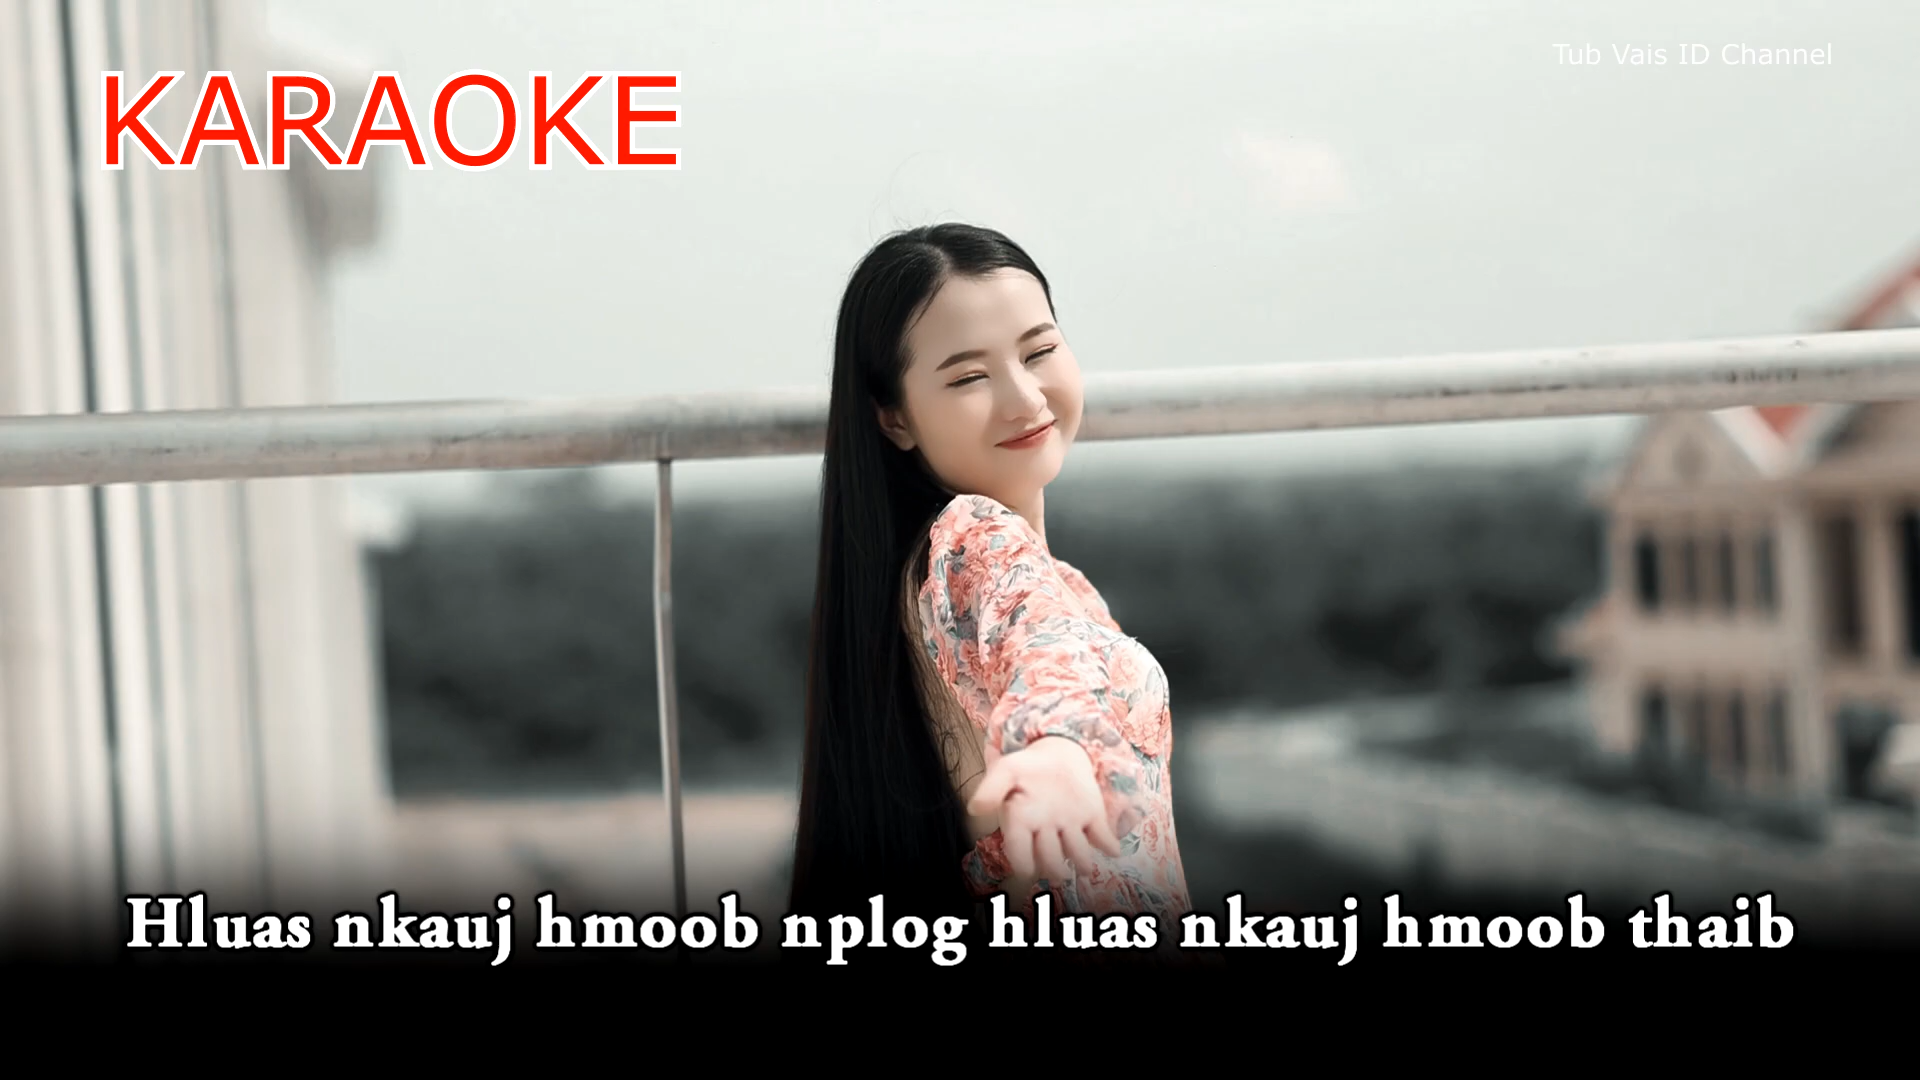 Tub Vais ID Channel
KARAOKE
Hluas nkauj hmoob nplog hluas nkauj hmoob thaib